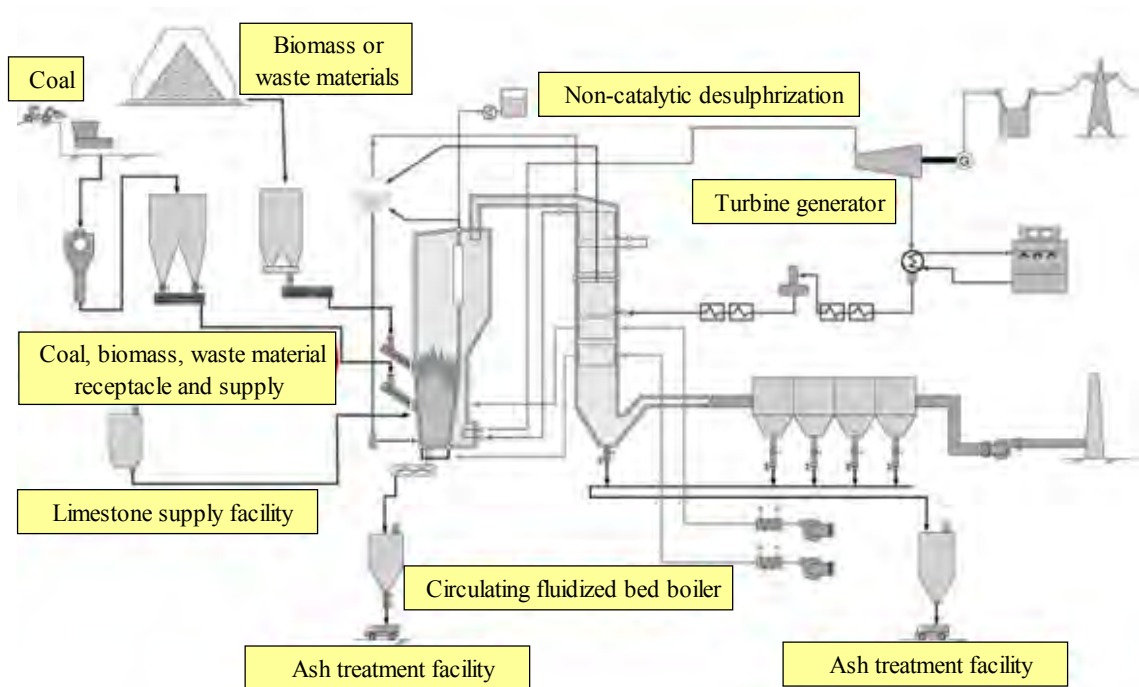 Biomass or
waste materials
Coal
Non-catalytic desulphrization
Turbine generator
Coal, biomass, waste material
receptacle and supply
Limestone supply facility
Circulating fluidized bed boiler
Ash treatment facility
Ash treatment facility
G